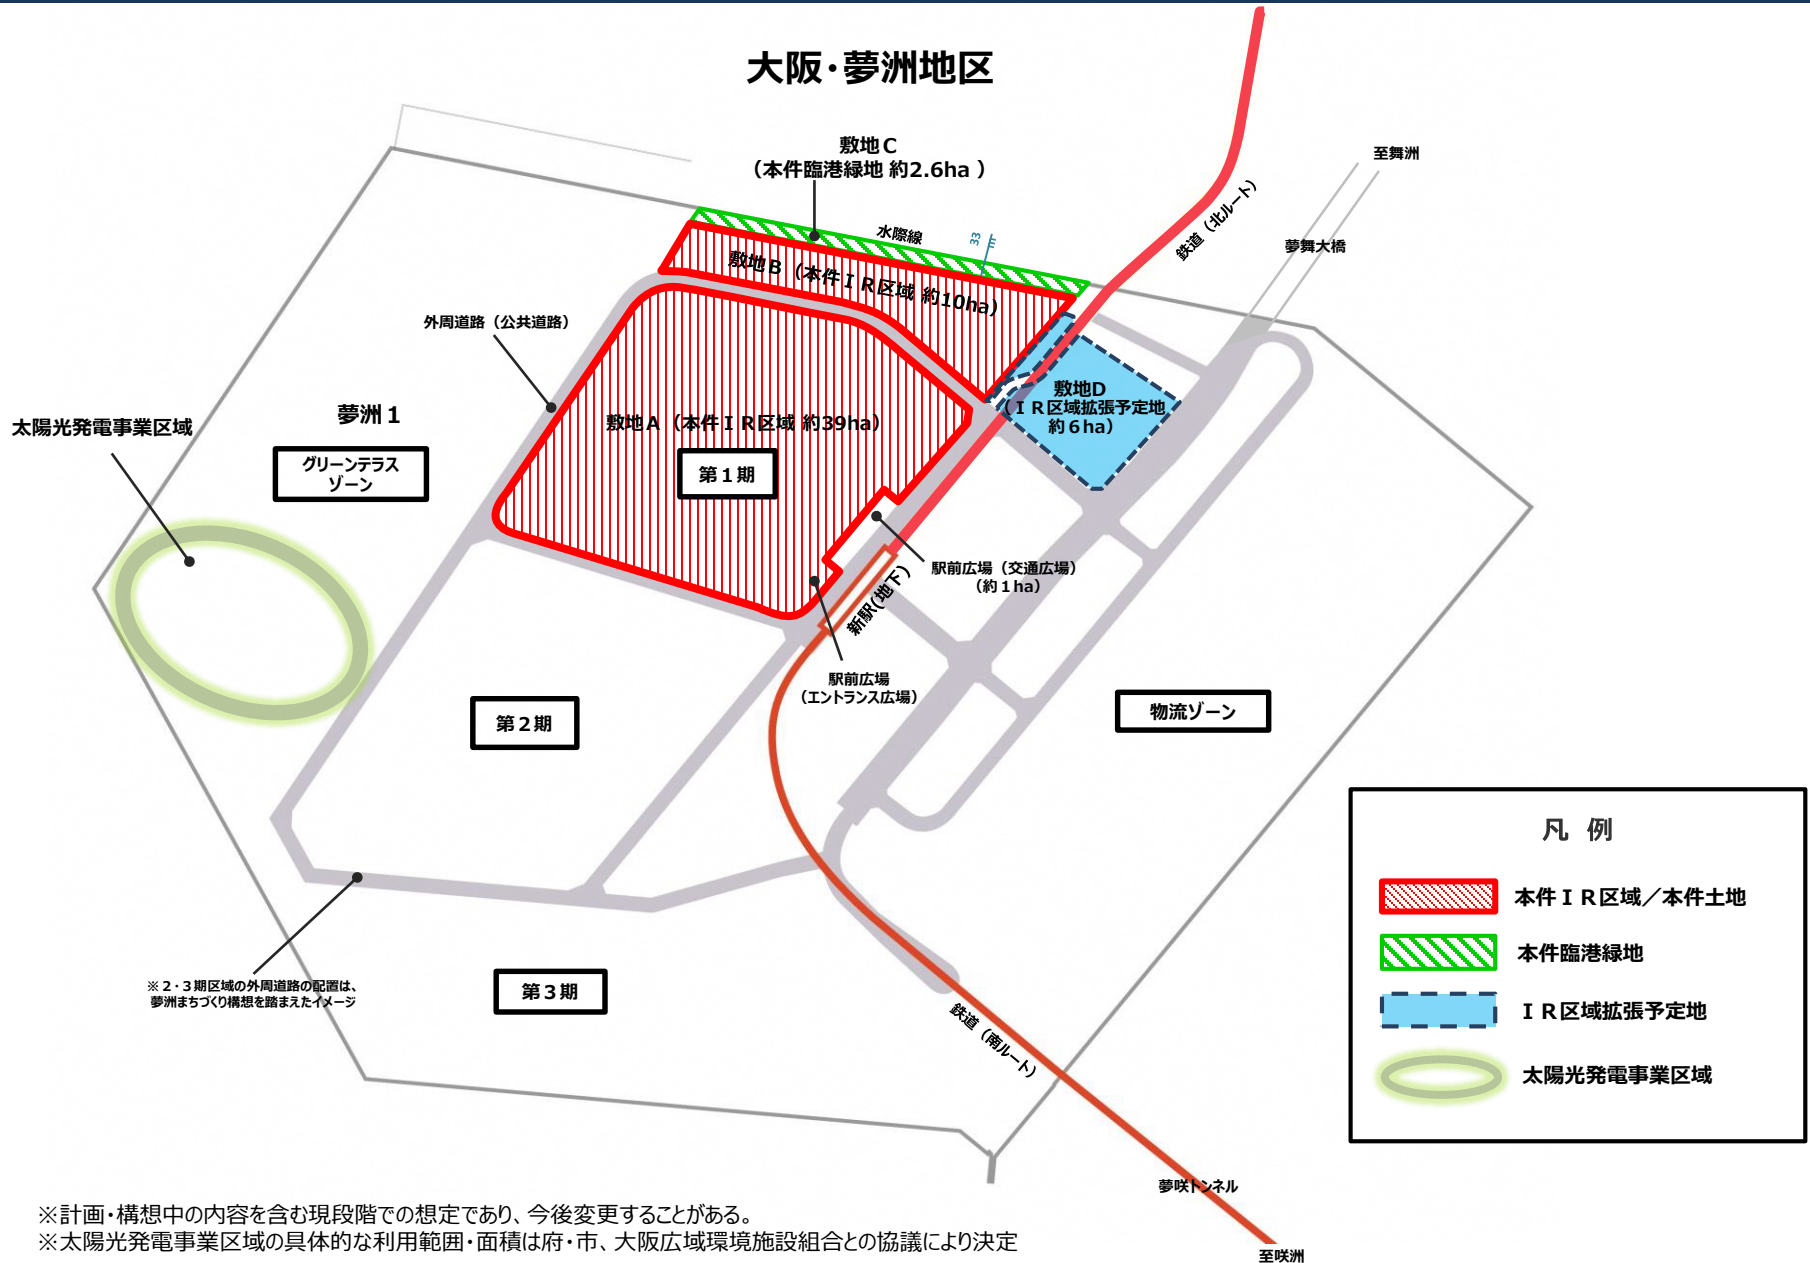 大阪・夢洲地区
敷地C
（本件臨港緑地 約2.6ha ）
至舞洲
水際線
33m
鉄道（北ルート）
夢舞大橋
敷地B（本件ＩＲ区域 約10ha）
外周道路（公共道路）
敷地D
（ＩＲ区域拡張予定地
約６ha）
夢洲１
太陽光発電事業区域
敷地A（本件ＩＲ区域 約39ha）
グリーンテラス
ゾーン
第１期
駅前広場（交通広場）
（約１ha）
新駅(地下)
駅前広場
（エントランス広場）
第２期
物流ゾーン
凡 例
本件ＩＲ区域／本件土地
本件臨港緑地
ＩＲ区域拡張予定地
太陽光発電事業区域
※２・３期区域の外周道路の配置は、
夢洲まちづくり構想を踏まえたイメージ
第３期
鉄道（南ルート）
夢咲トンネル
至咲洲
※計画・構想中の内容を含む現段階での想定であり、今後変更することがある。
※太陽光発電事業区域の具体的な利用範囲・面積は府・市、大阪広域環境施設組合との協議により決定